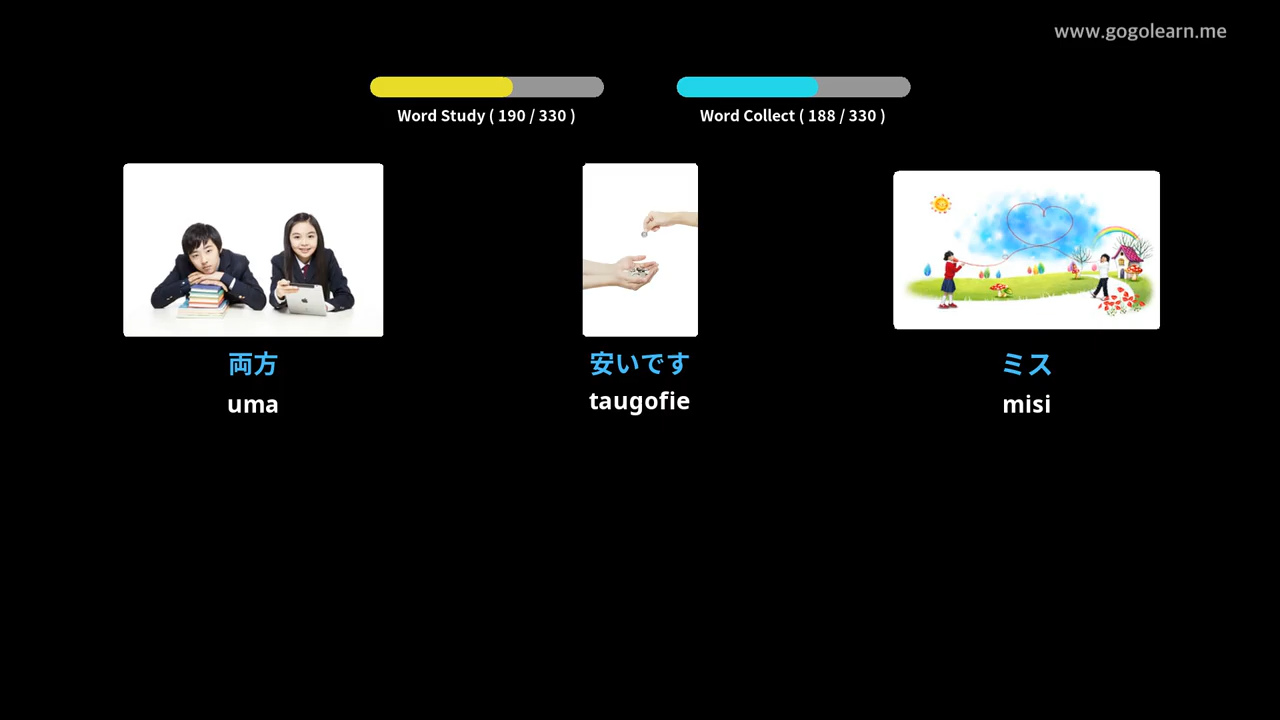 www.gogolearn.me
Word Study ( 190 / 330 )
Word Collect ( 188 / 330 )
両方
安いです
ミス
uma
taugofie
misi